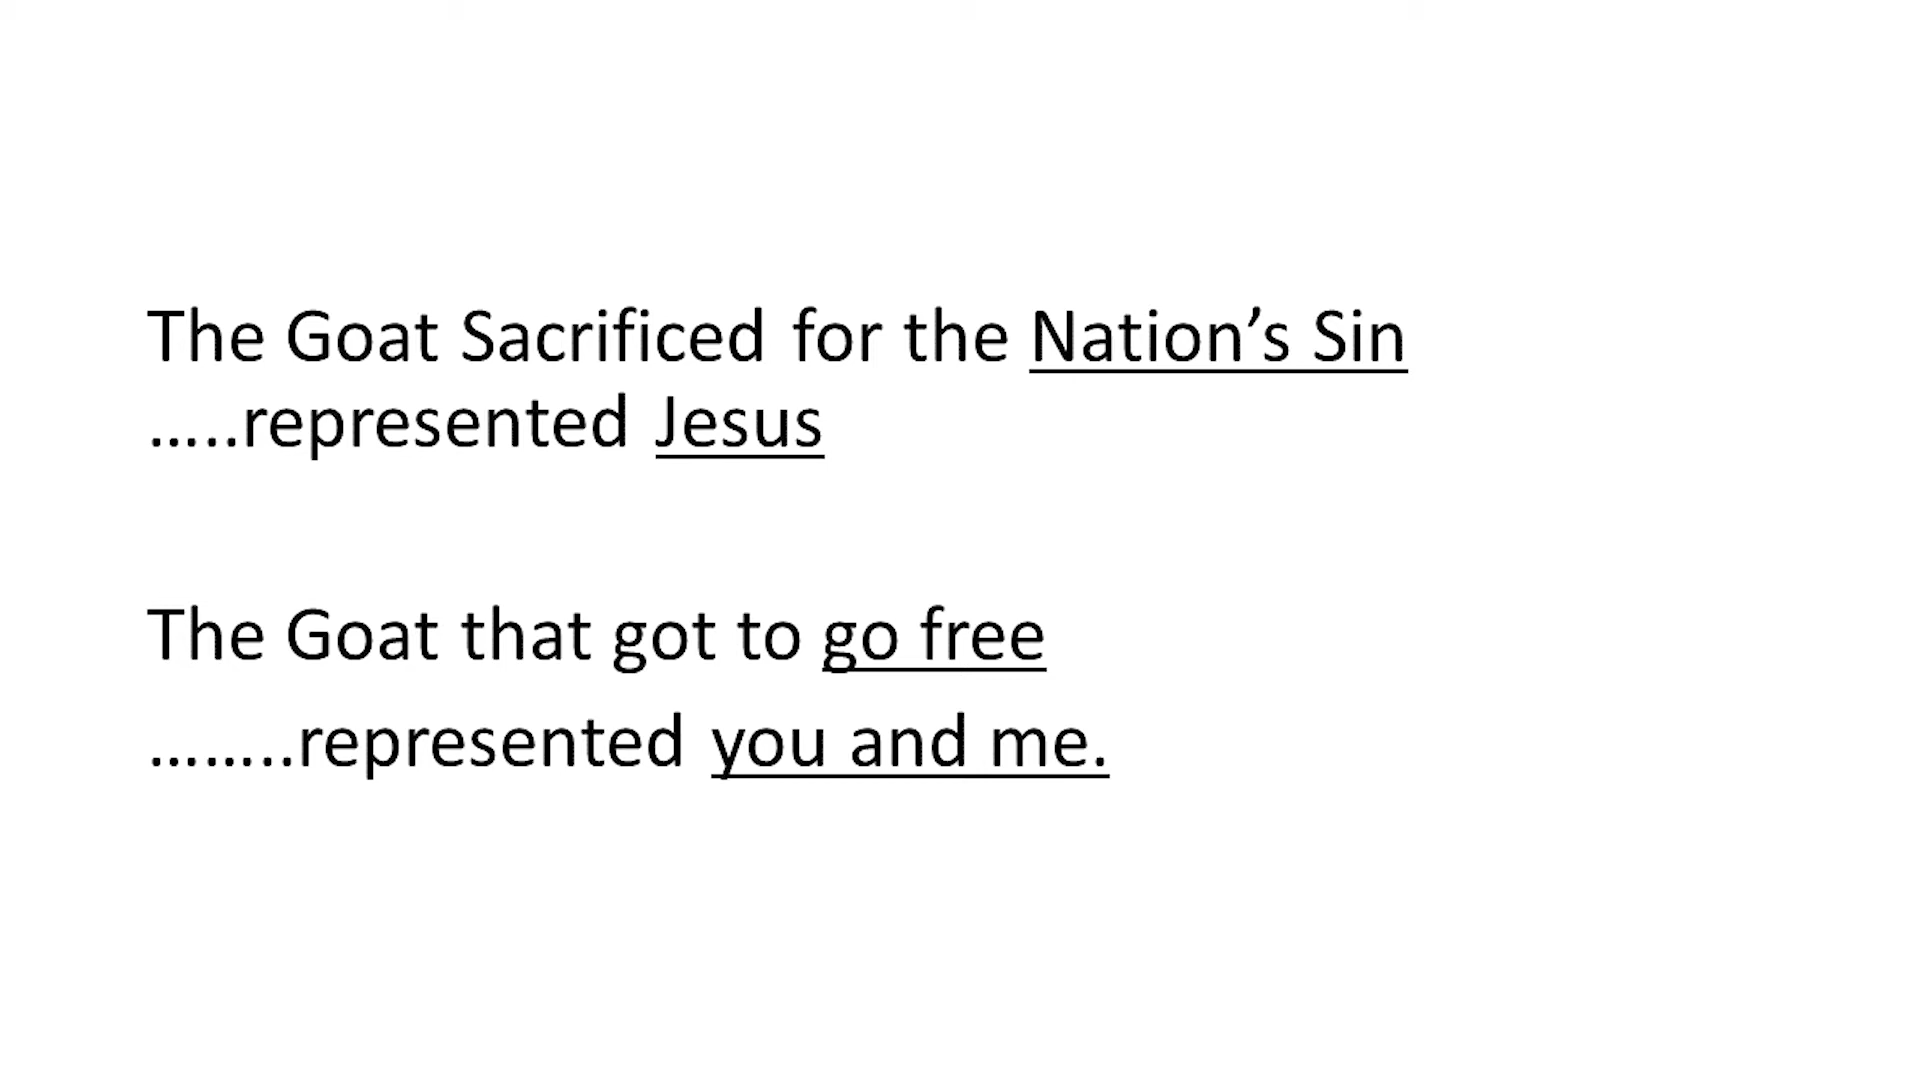 The Goat Sacrificed for the Nation’s Sin
…..represented Jesus
The Goat that got to go free
……..represented you and me.